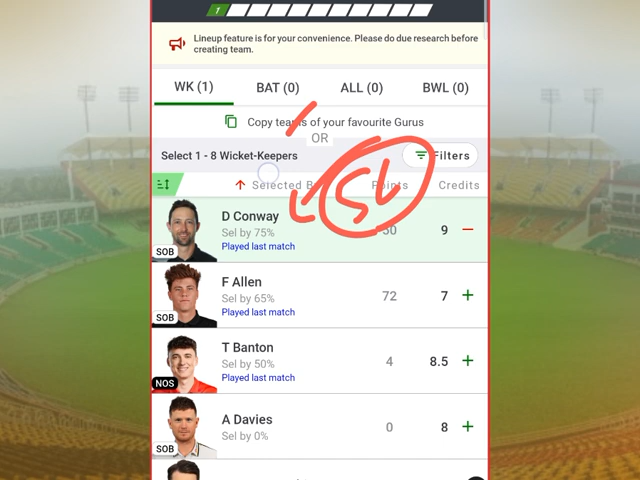 1
Lineup feature is for your convenience. Please do due research before
creating team.
WK (1) BAT (0) ALL (0) BWL (0)
Copy teams of your favourite Gurus
OR
Select 1 - 8 Wicket-Keepers Filters
Selected Points Credits
SL
D Conway
Sel by 75% 50 9
Played last match
SOB
F Allen
Sel by 65% 72 7
Played last match
SOB
T Banton
Sel by 50% 4 8.5
Played last match
NOS
A Davies
Sel by 0% 0 8
SOB